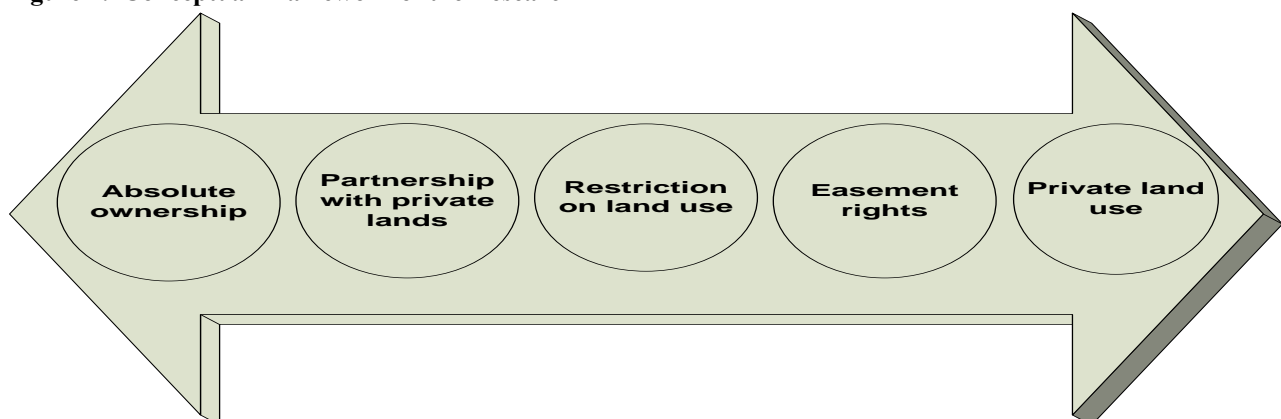 Absolute
ownership
Partnership
with private
lands
Restriction
on land use
Easement
rights
Private land
use